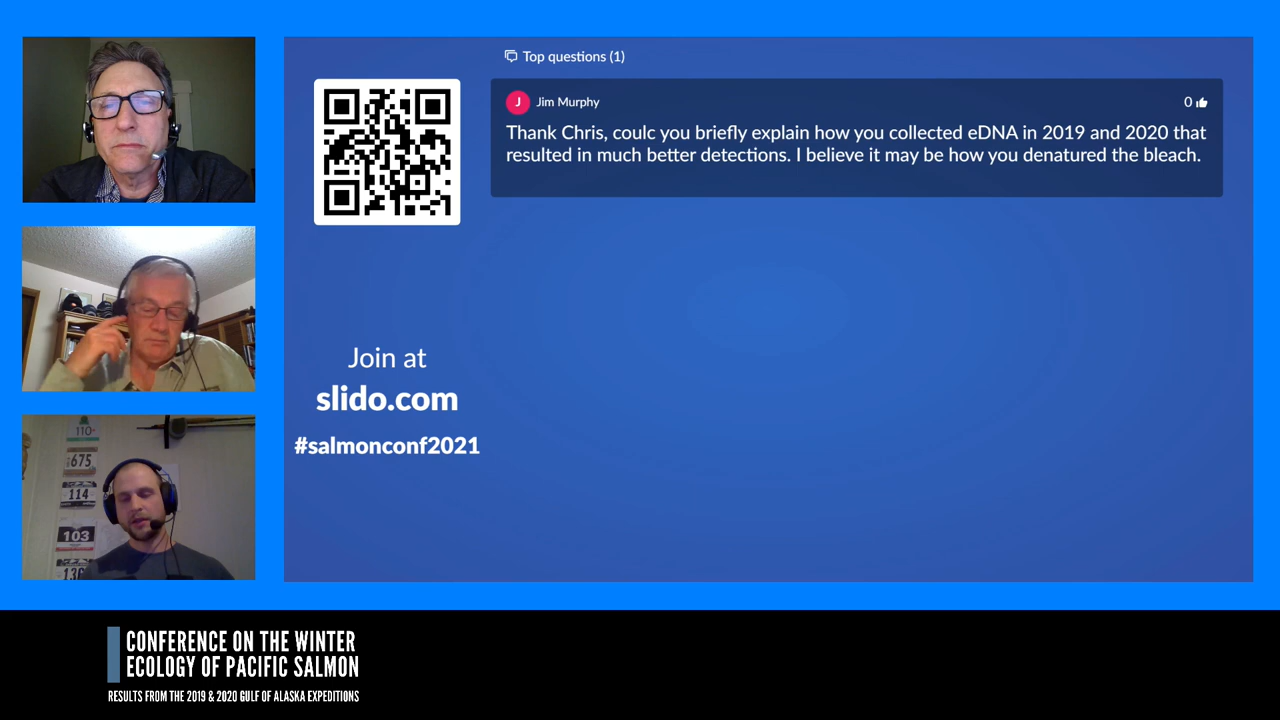 Top questions (1)
J
Jim Murphy
0
Thank Chris, coulc you briefly explain how you collected eDNA in 2019 and 2020 that
resulted in much better detections. I believe it may be how you denatured the bleach.
Join at
slido.com
#salmonconf2021
110
675
114
103
136
CONFERENCE ON THE WINTER
ECOLOGY OF PACIFIC SALMON
RESULTS FROM THE 2019 & 2020 GULF OF ALASKA EXPEDITIONS